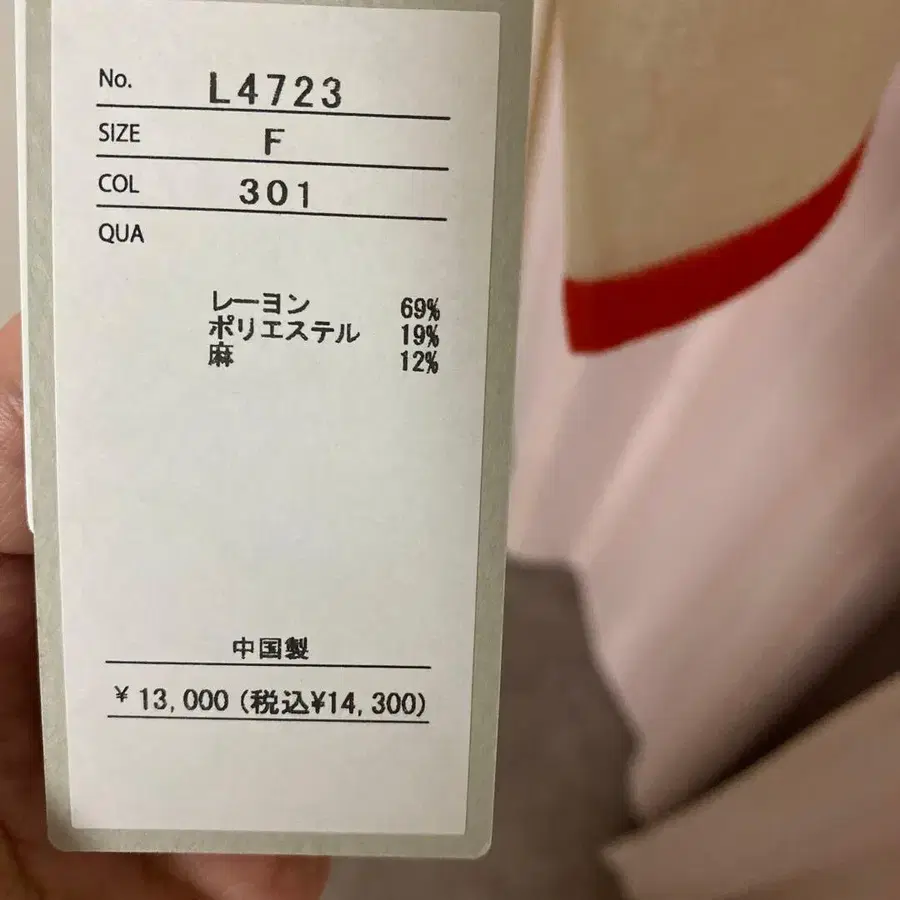 No. L4723
SIZE F
COL 301
QUA
レーヨン 69%
ポリエステル 19%
麻 12%
中国製
¥ 13,000 (税込¥14,300)